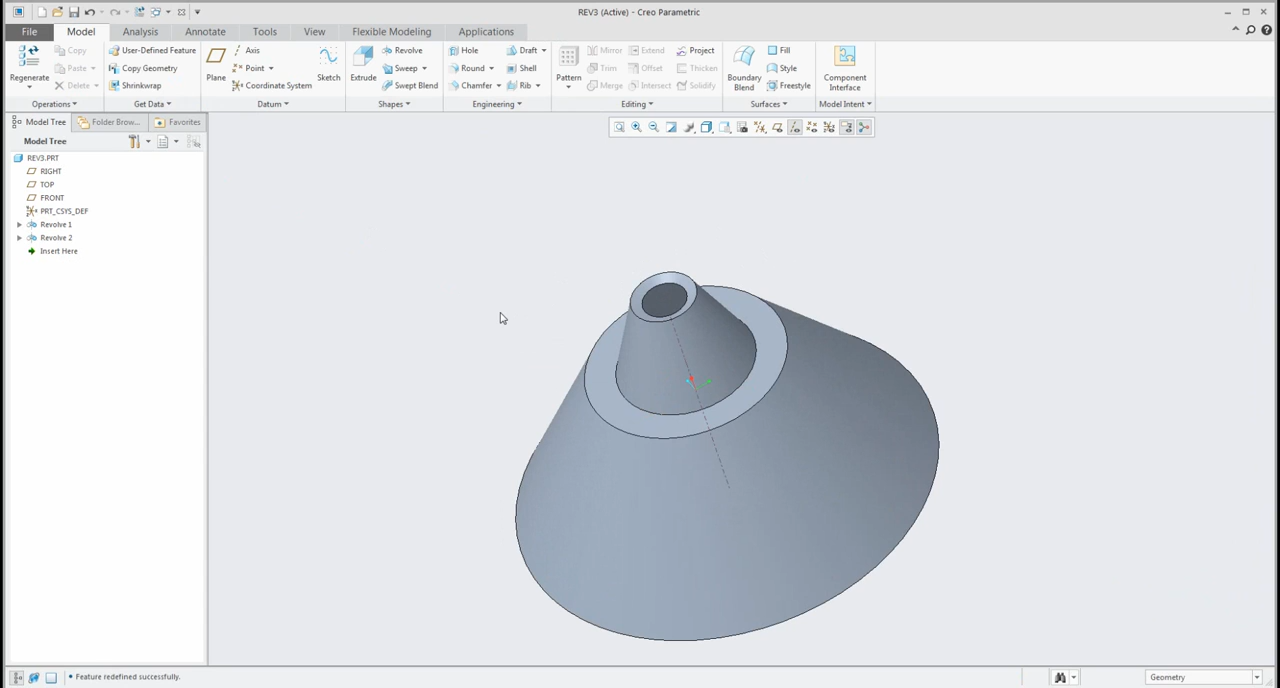 REV3 (Active) - Creo Parametric
File Model Analysis Annotate Tools View Flexible Modeling Applications
Regenerate
Copy
Paste
Delete
Operations
User-Defined Feature
Copy Geometry
Shrinkwrap
Get Data
Plane
Axis
Point
Coordinate System
Sketch
Datum
Extrude
Revolve
Sweep
Swept Blend
Shapes
Hole
Round
Chamfer
Draft
Shell
Rib
Engineering
Pattern
Mirror
Trim
Merge
Extend
Offset
Intersect
Project
Thicken
Solidify
Editing
Boundary
Blend
Fill
Style
Freestyle
Surfaces
Component
Interface
Model Intent
Model Tree Folder Brow... Favorites
Model Tree
REV3.PRT
RIGHT
TOP
FRONT
PRT_CSYS_DEF
Revolve 1
Revolve 2
Insert Here
• Feature redefined successfully.
Geometry